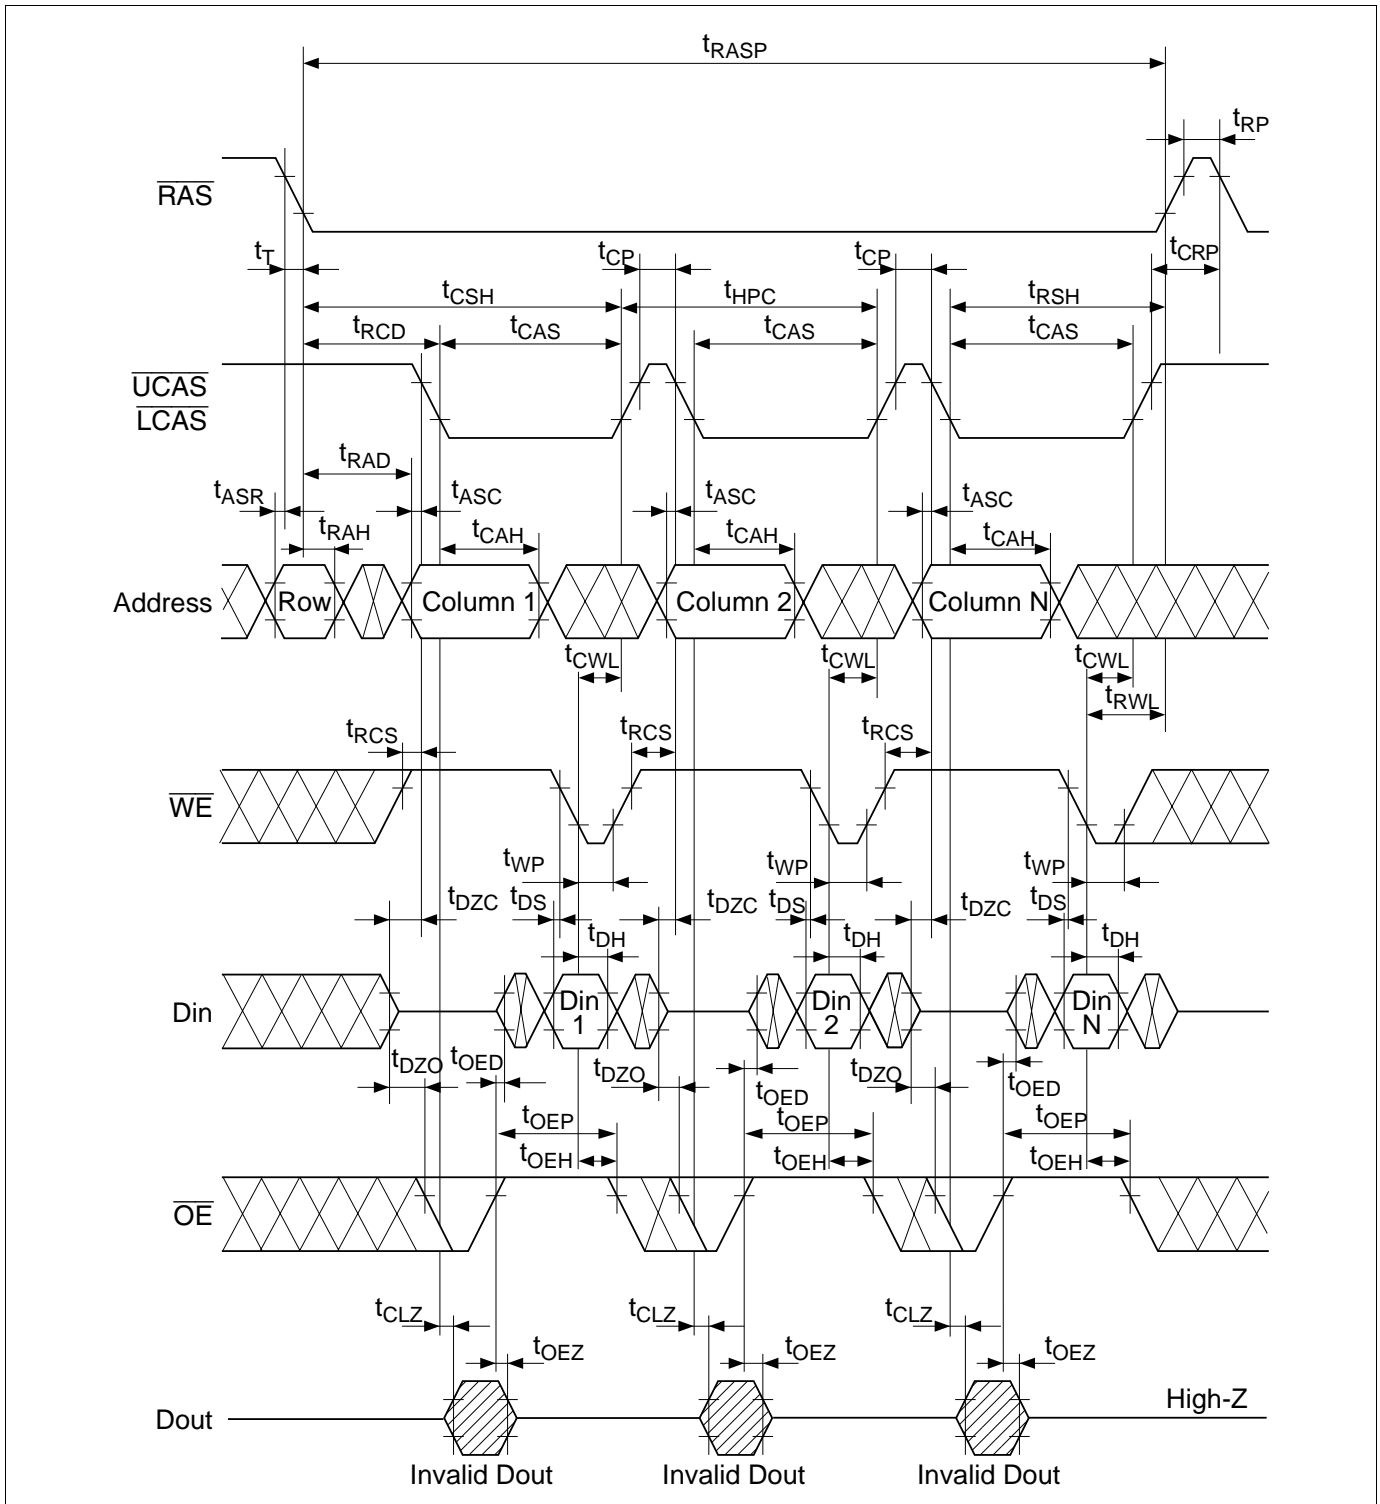 tRASP
tRP
RAS
tT tCP tCP tCRP
tCSH tHPC tRSH
tRCD tCAS tCAS tCAS
UCAS
LCAS
tRAD
tASR tASC tASC tASC
tRAH tCAH tCAH tCAH
Address Row Column 1 Column 2 Column N
tCWL tCWL tCWL
tRWL
tRCS tRCS tRCS
WE
tWP tWP tWP
tDZC tDS tDZC tDS tDZC tDS
tDH tDH tDH
Din Din 1 Din 2 Din N
tDZO tOED tDZO tOED tDZO tOED
tOEP tOEP tOEP
tOEH tOEH tOEH
OE
tCLZ tCLZ tCLZ
tOEZ tOEZ tOEZ
Dout High-Z
Invalid Dout Invalid Dout Invalid Dout